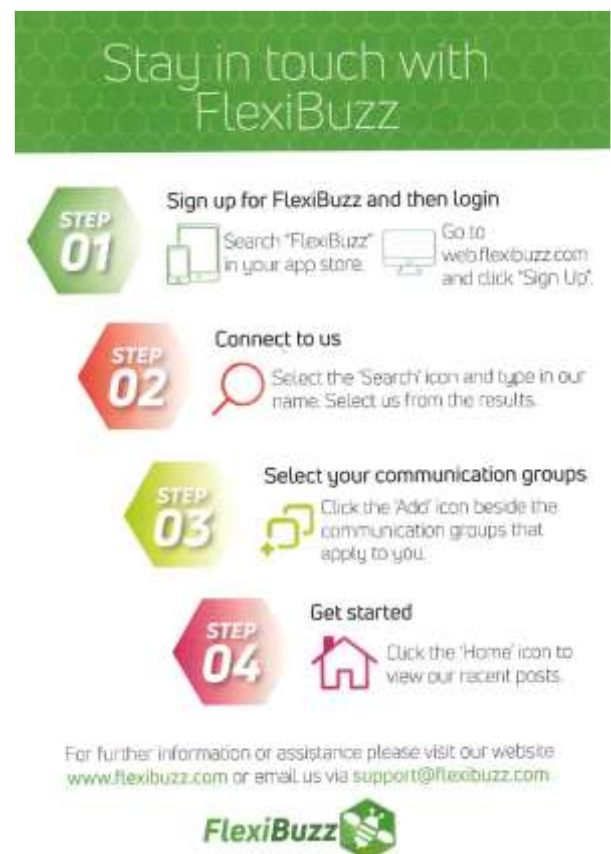 Stay in touch with
FlexiBuzz
STEP
01
Sign up for FlexiBuzz and then login
Search "FlexiBuzz"
in your app store.
Go to
web.flexibuzz.com
and click "Sign Up".
STEP
02
Connect to us
Select the 'Search' icon and type in our
name. Select us from the results.
STEP
03
Select your communication groups
Click the 'Add' icon beside the
communication groups that
apply to you.
STEP
04
Get started
Click the 'Home' icon to
view our recent posts.
For further information or assistance please visit our website
www.flexibuzz.com or email us via support@flexibuzz.com
FlexiBuzz